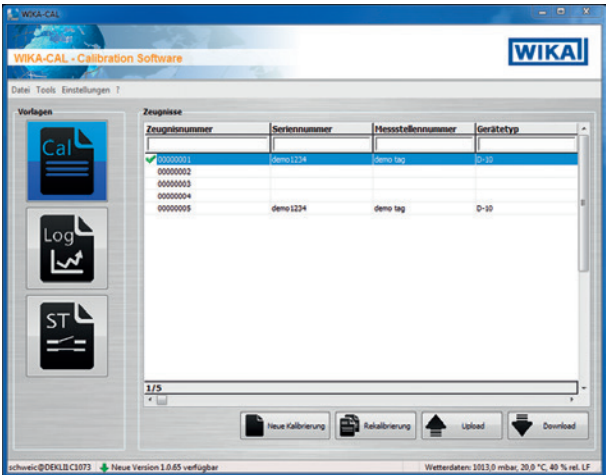 WIKA-CAL
WIKA-CAL - Calibration Software
WIKA
Datei Tools Einstellungen ?
Vorlagen
Zeugnisse
Cal
Log
ST
Zeugnisnummer Seriennummer Messstellennummer Gerätetyp
00000001 demo1234 demo tag D-10
00000002
00000003
00000004
00000005 demo1234 demo tag D-10
1/5
Neue Kalibrierung Rekalibrierung Upload Download
schweic@DEKLIIC1073 Neue Version 1.0.65 verfügbar Wetterdaten: 1013,0 mbar, 20,0 °C, 40 % rel. LF